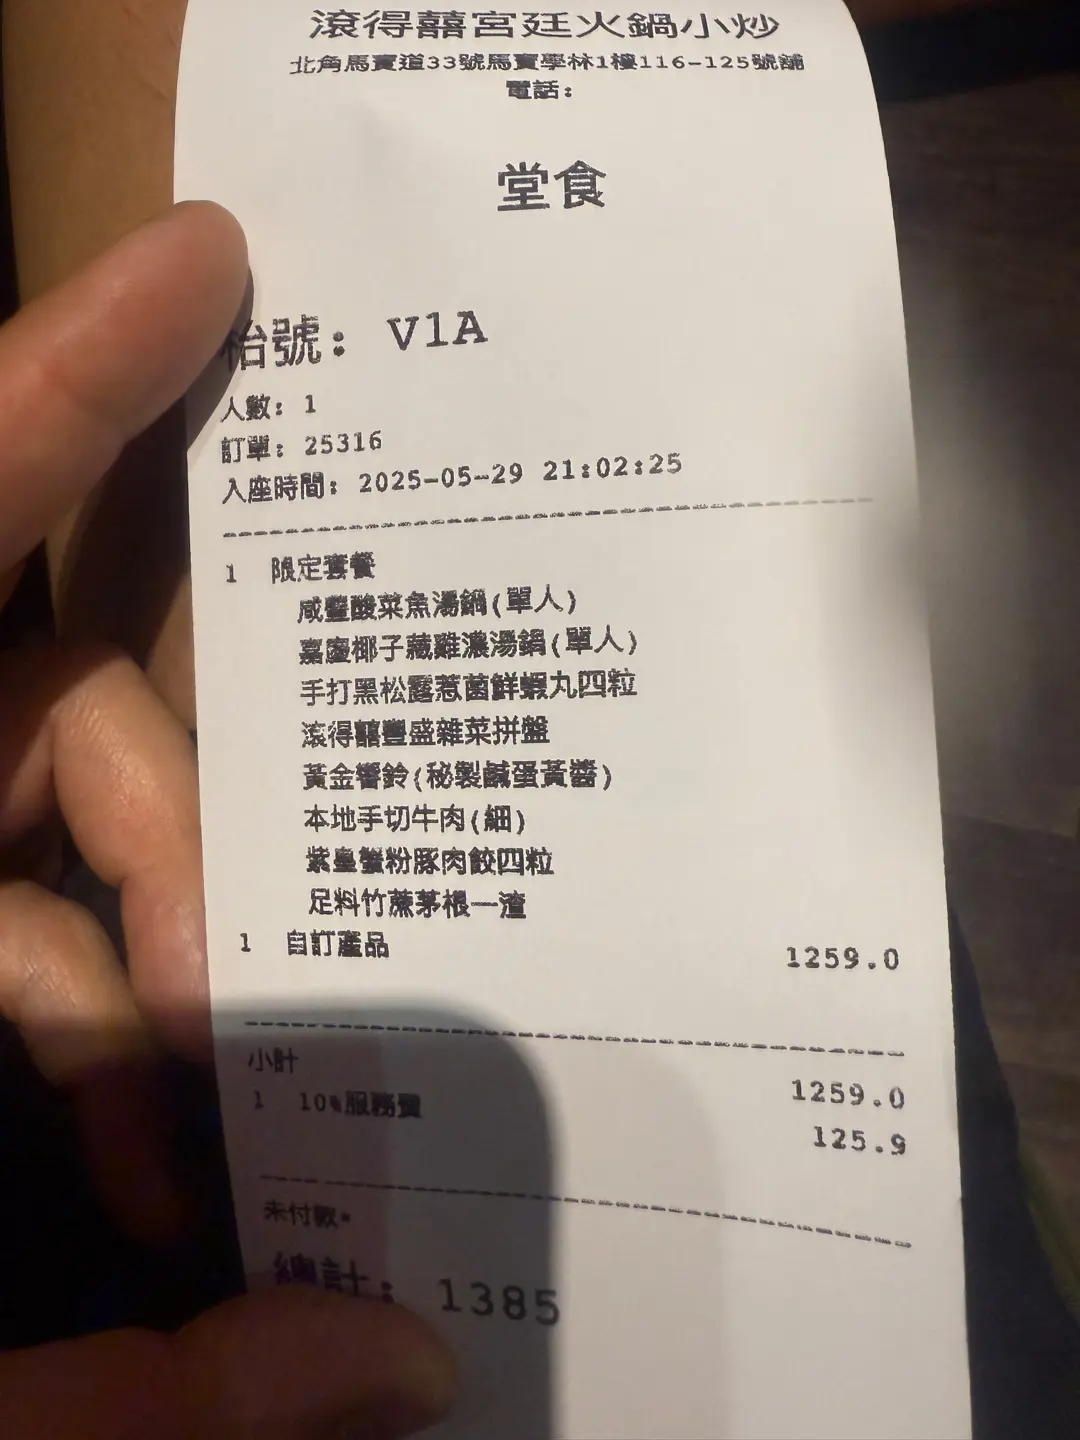 滾得囍宮廷火鍋小炒
北角馬寶道33號馬寶學林1樓116-125號舖
電話:
堂食
枱號: V1A
人數: 1
訂單: 25316
入座時間: 2025-05-29 21:02:25
1 限定套餐
咸豐酸菜魚湯鍋(單人)
嘉慶椰子藏雞濃湯鍋(單人)
手打黑松露惹菌鮮蝦丸四粒
滾得囍豐盛雜菜拼盤
黃金響鈴(秘製鹹蛋黃醬)
本地手切牛肉(細)
紫皇蟹粉豚肉餃四粒
足料竹蔗茅根一渣
1 自訂產品 1259.0
小計 1259.0
1 10%服務費 125.9
未付款*
總計: 1385